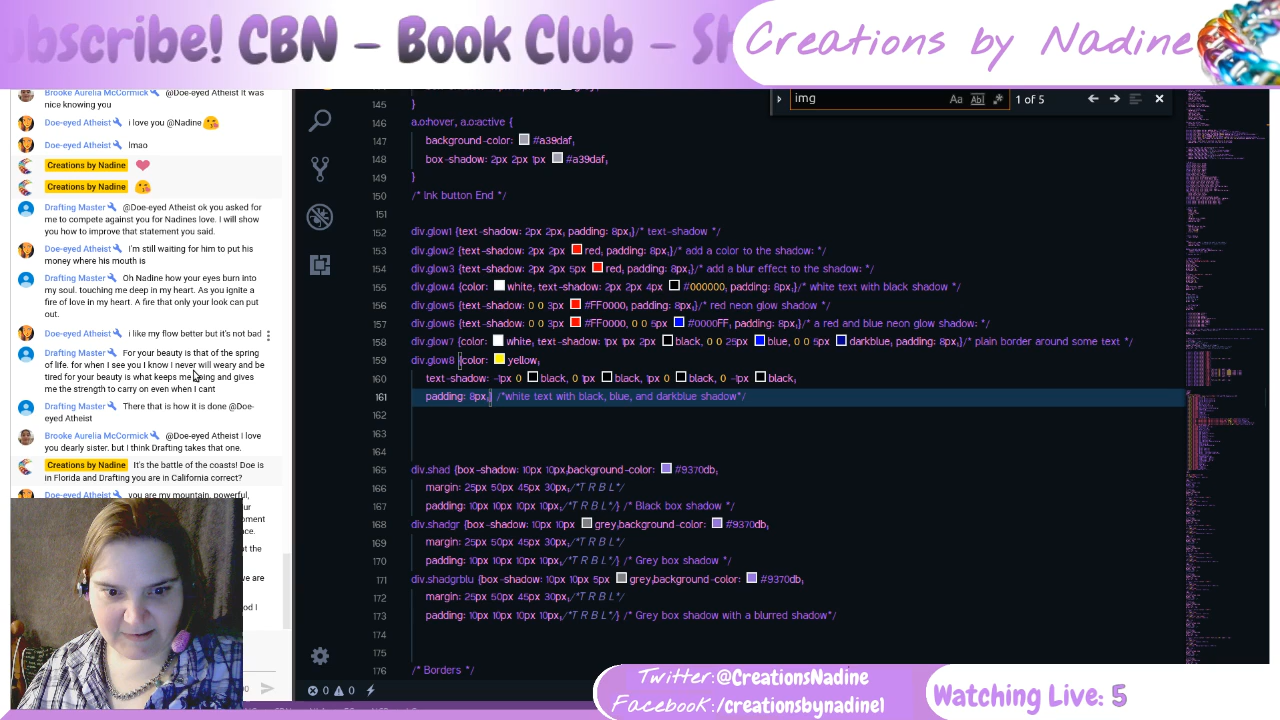 bscribe! CBN - Book Club - Sh
Creations by Nadine
Brooke Aurelia McCormick @Doe-eyed Atheist It was
nice knowing you
Doe-eyed Atheist i love you @Nadine 😘
Doe-eyed Atheist lmao
Creations by Nadine ❤
Creations by Nadine 😘
Drafting Master @Doe-eyed Atheist ok you asked for
me to compete against you for Nadines love. I will show
you how to improve that statement you said.
Doe-eyed Atheist I'm still waiting for him to put his
money where his mouth is
Drafting Master Oh Nadine how your eyes burn into
my soul. touching me deep in my heart. As you ignite a
fire of love in my heart. A fire that only your look can put
out.
Doe-eyed Atheist i like my flow better but it's not bad
Drafting Master For your beauty is that of the spring
of life. for when I see you I know I never will weary and be
tired for your beauty is what keeps me going and gives
me the strength to carry on even when I cant
Drafting Master There that is how it is done @Doe-
eyed Atheist
Brooke Aurelia McCormick @Doe-eyed Atheist I love
you dearly sister. but I think Drafting takes that one.
Creations by Nadine It's the battle of the coasts! Doe is
in Florida and Drafting you are in California correct?
Doe-eyed Atheist you are my mountain, powerful,
img
1 of 5
145 }
146 a.o:hover, a.o:active {
147 background-color: #a39daf;
148 box-shadow: 2px 2px 1px #a39daf;
149 }
150 /* lnk button End */
151
152 div.glow1 {text-shadow: 2px 2px; padding: 8px;}/* text-shadow */
153 div.glow2 {text-shadow: 2px 2px red; padding: 8px;}/* add a color to the shadow: */
154 div.glow3 {text-shadow: 2px 2px 5px red; padding: 8px;}/* add a blur effect to the shadow: */
155 div.glow4 {color: white; text-shadow: 2px 2px 4px #000000; padding: 8px;}/* white text with black shadow */
156 div.glow5 {text-shadow: 0 0 3px #FF0000; padding: 8px;}/* red neon glow shadow */
157 div.glow6 {text-shadow: 0 0 3px #FF0000, 0 0 5px #0000FF; padding: 8px;}/* a red and blue neon glow shadow */
158 div.glow7 {color: white; text-shadow: 1px 1px 2px black, 0 0 25px blue, 0 0 5px darkblue; padding: 8px;}/* plain border around some text */
159 div.glow8 {color: yellow;
160 text-shadow: -1px 0 black, 0 1px black, 1px 0 black, 0 -1px black;
161 padding: 8px;} /*white text with black, blue, and darkblue shadow*/
162
163
164
165 div.shad {box-shadow: 10px 10px;background-color: #9370db;
166 margin: 25px 50px 45px 30px;/*T R B L*/
167 padding: 10px 10px 10px 10px;/*T R B L*/} /* Black box shadow */
168 div.shadgr {box-shadow: 10px 10px grey;background-color: #9370db;
169 margin: 25px 50px 45px 30px;/*T R B L*/
170 padding: 10px 10px 10px 10px;/*T R B L*/} /* Grey box shadow */
171 div.shadgrblu {box-shadow: 10px 10px 5px grey;background-color: #9370db;
172 margin: 25px 50px 45px 30px;/*T R B L*/
173 padding: 10px 10px 10px 10px;/*T R B L*/} /* Grey box shadow with a blurred shadow*/
174
175
176 /* Borders */
0 0
Twitter:@CreationsNadine
Facebook:/creationsbynadine1
Watching Live: 5